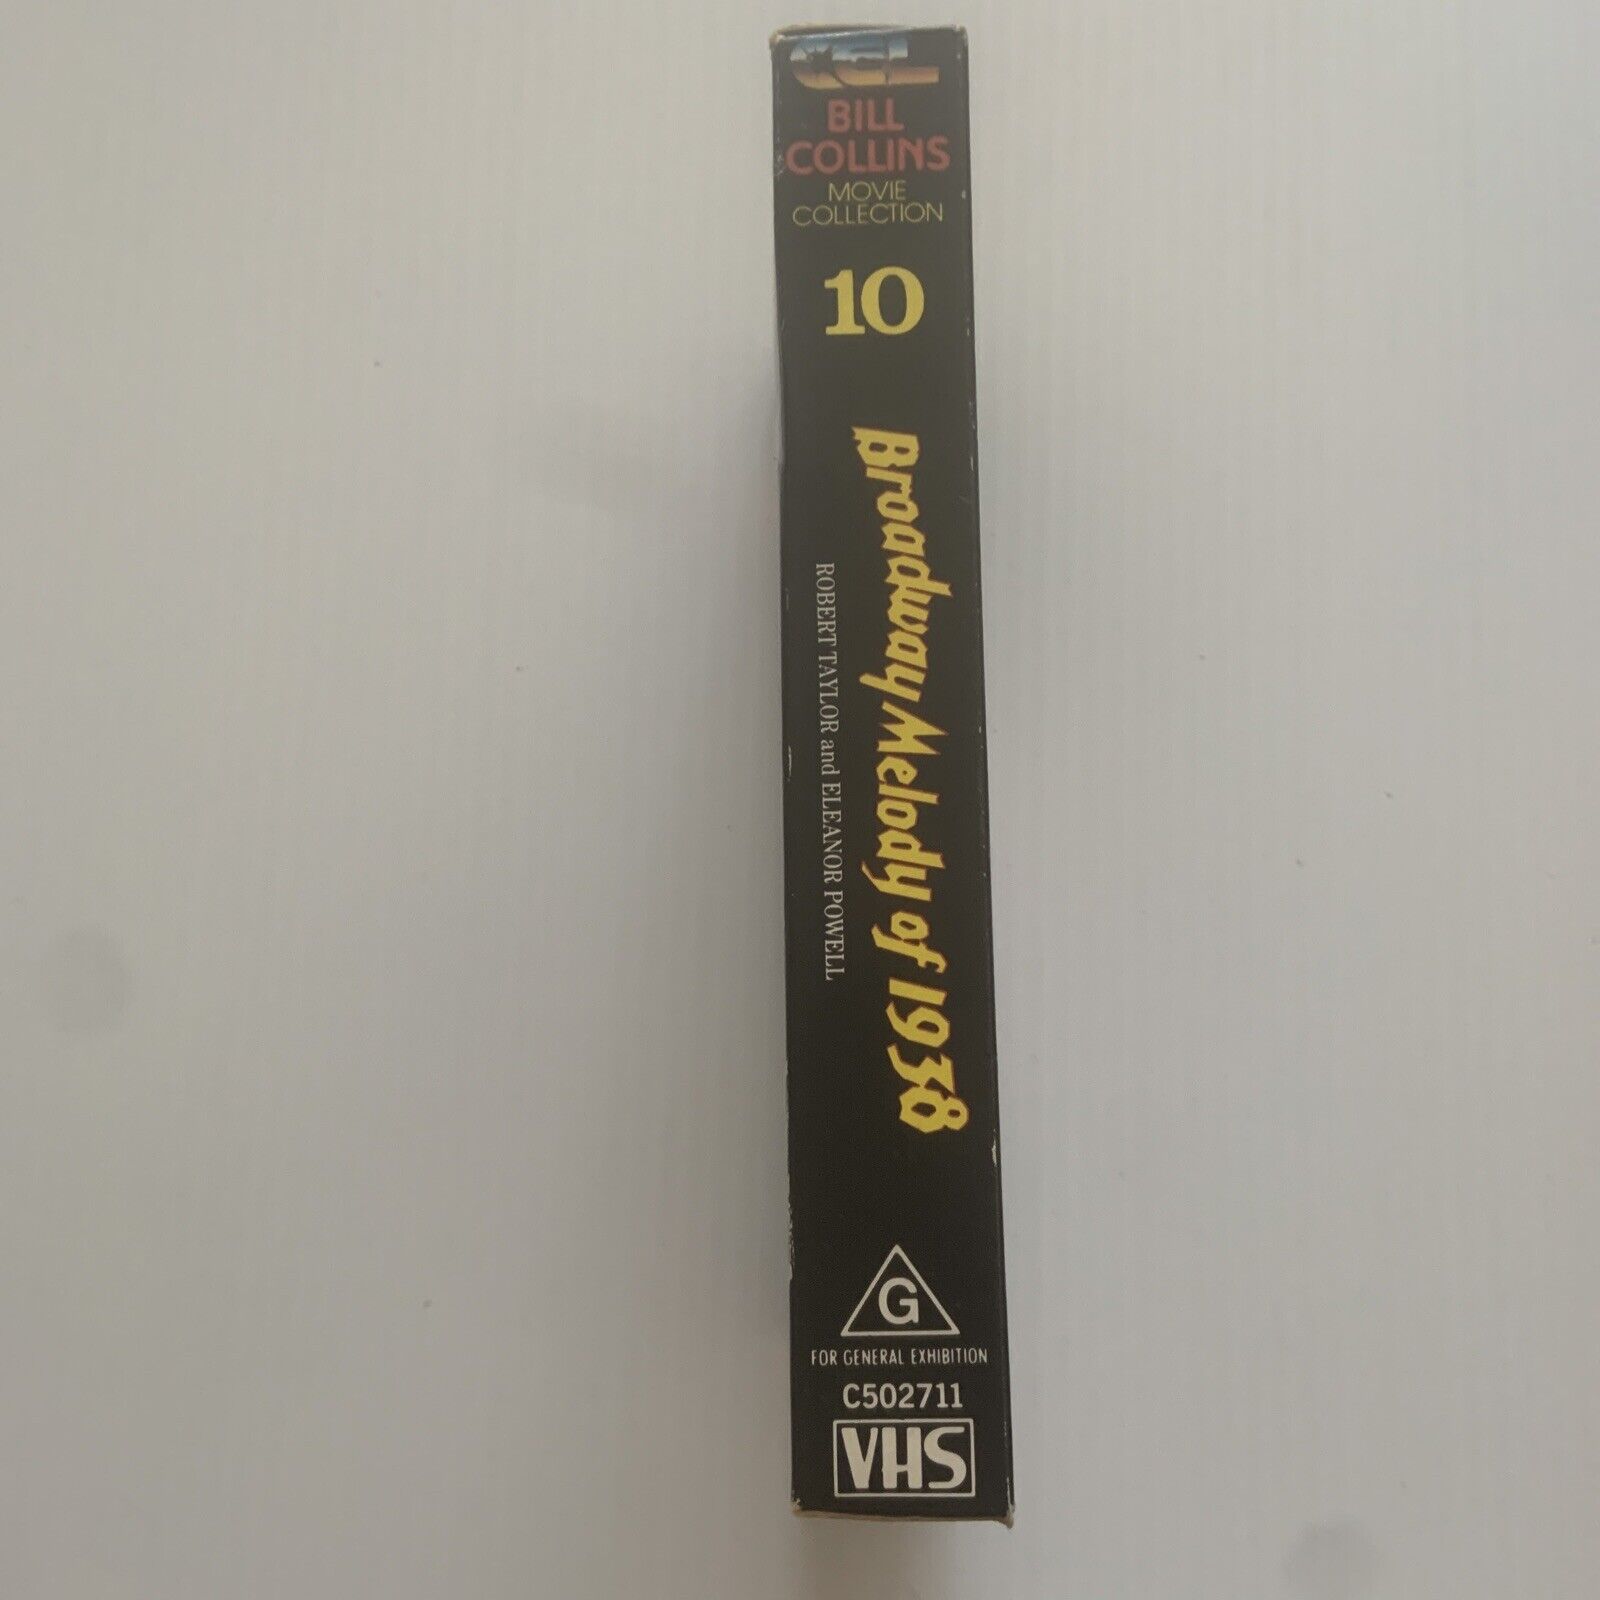 CEL
BILL
COLLINS
MOVIE
COLLECTION
10
Broadway Melody of 1938
ROBERT TAYLOR and ELEANOR POWELL
G
FOR GENERAL EXHIBITION
C502711
VHS